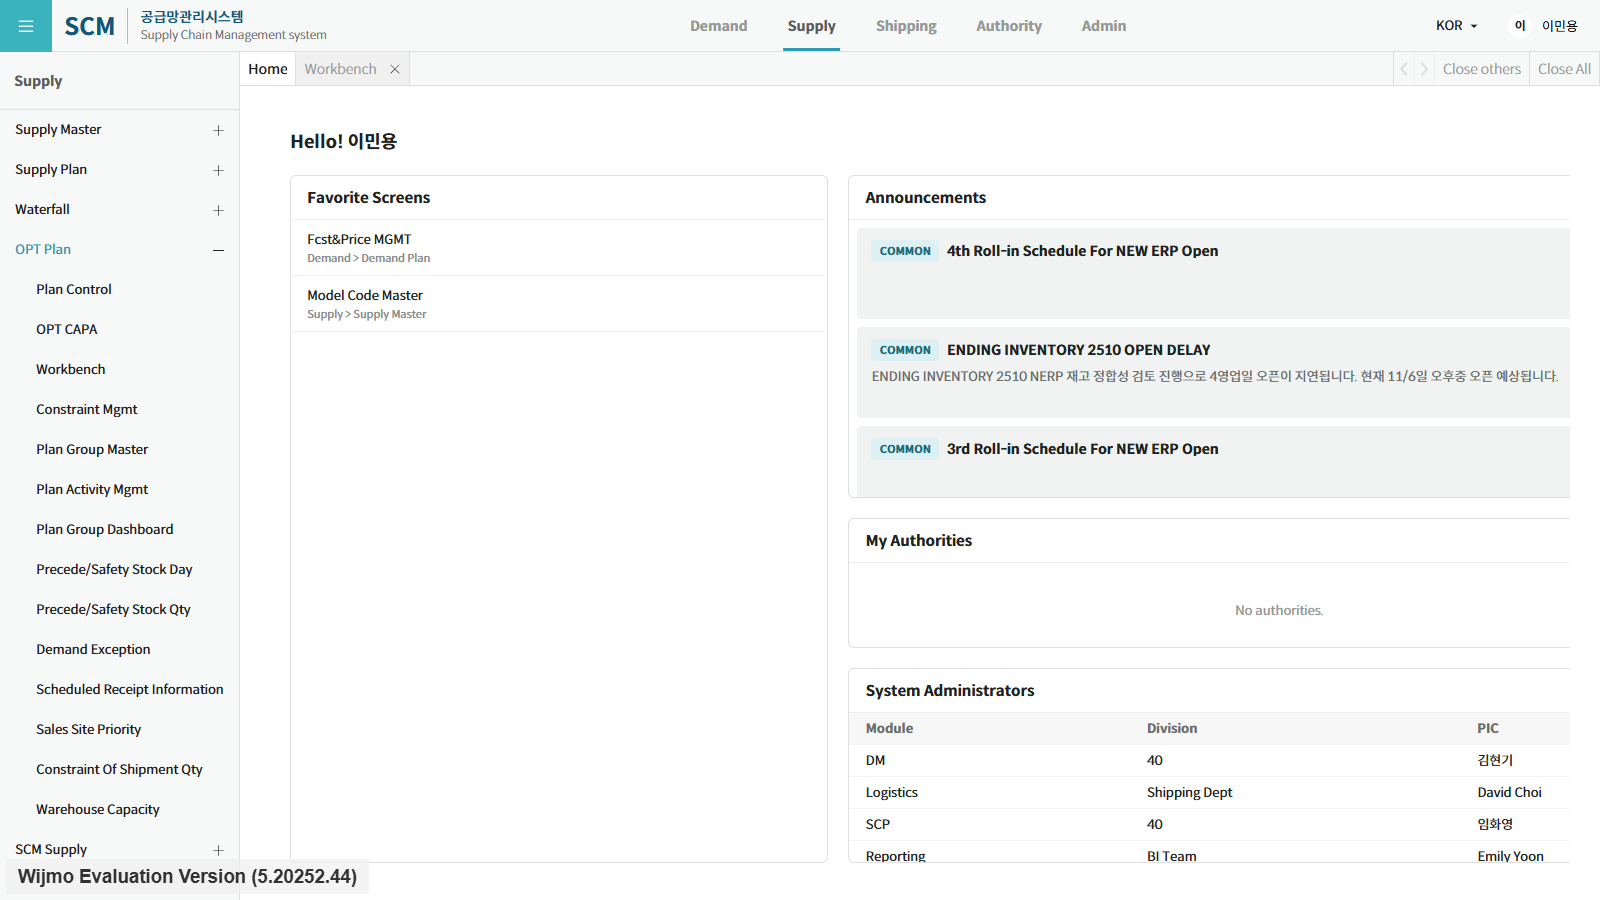 SCM
공급망관리시스템
Supply Chain Management system
Demand
Supply
Shipping
Authority
Admin
KOR
이
이민용
Supply
Home
Workbench
Close others
Close All
Supply Master
Supply Plan
Waterfall
OPT Plan
Plan Control
OPT CAPA
Workbench
Constraint Mgmt
Plan Group Master
Plan Activity Mgmt
Plan Group Dashboard
Precede/Safety Stock Day
Precede/Safety Stock Qty
Demand Exception
Scheduled Receipt Information
Sales Site Priority
Constraint Of Shipment Qty
Warehouse Capacity
SCM Supply
Hello! 이민용
Favorite Screens
Fcst&Price MGMT
Demand > Demand Plan
Model Code Master
Supply > Supply Master
Announcements
COMMON 4th Roll-in Schedule For NEW ERP Open
COMMON ENDING INVENTORY 2510 OPEN DELAY
ENDING INVENTORY 2510 NERP 재고 정합성 검토 진행으로 4영업일 오픈이 지연됩니다. 현재 11/6일 오후중 오픈 예상됩니다.
COMMON 3rd Roll-in Schedule For NEW ERP Open
My Authorities
No authorities.
System Administrators
Module Division PIC
DM 40 김현기
Logistics Shipping Dept David Choi
SCP 40 임화영
Reporting BI Team Emily Yoon
Wijmo Evaluation Version (5.20252.44)